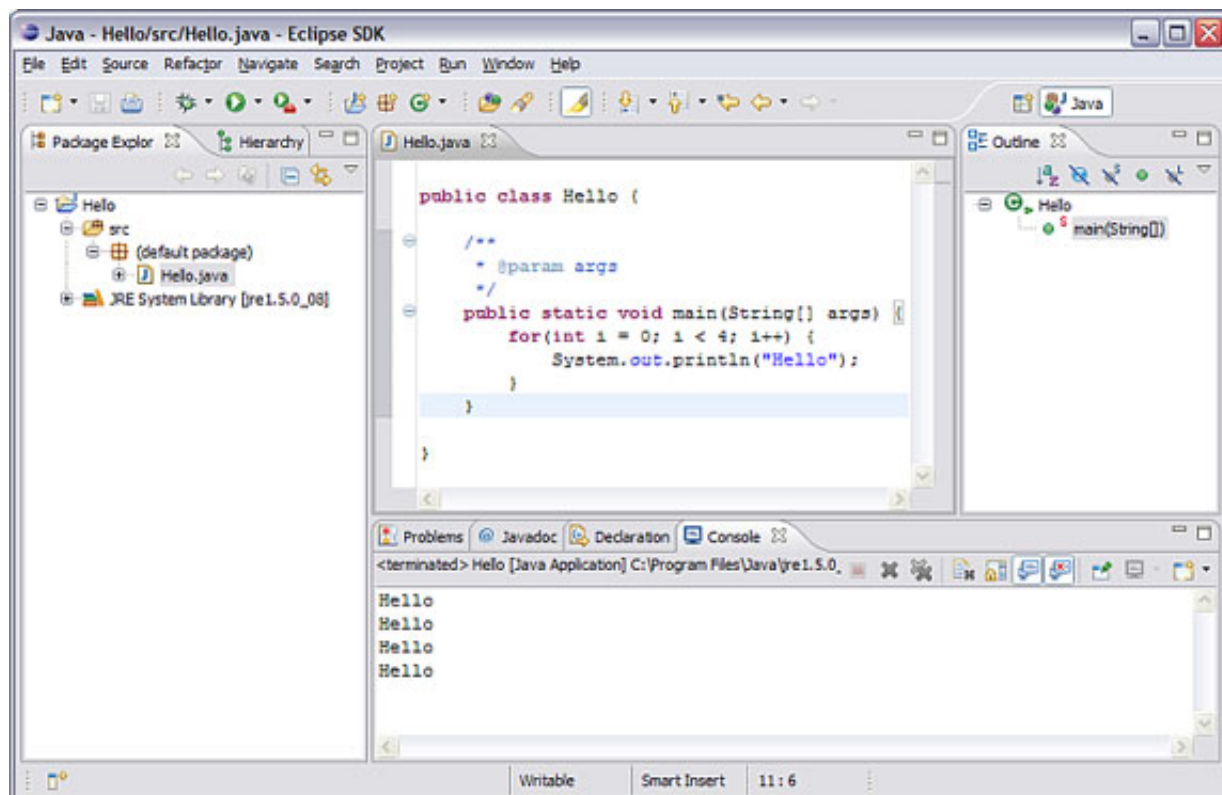 Java - Hello/src/Hello.java - Eclipse SDK
File Edit Source Refactor Navigate Search Project Run Window Help
Java
Package Explor Hierarchy
Hello
src
(default package)
Hello.java
JRE System Library [jre1.5.0_08]
Hello.java
public class Hello {
/**
* @param args
*/
public static void main(String[] args) {
for(int i = 0; i < 4; i++) {
System.out.println("Hello");
}
}
}
Outline
Hello
main(String[])
Problems Javadoc Declaration Console
<terminated> Hello [Java Application] C:\Program Files\Java\jre1.5.0_
Hello
Hello
Hello
Hello
Writable Smart Insert 11 : 6